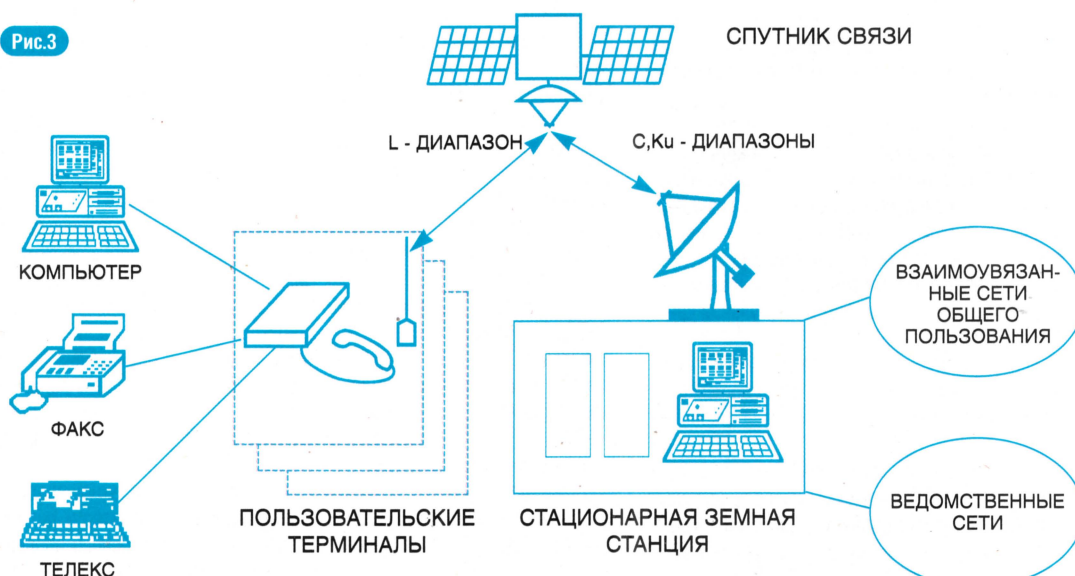 Рис.3
СПУТНИК СВЯЗИ
L - ДИАПАЗОН
C,Ku - ДИАПАЗОНЫ
КОМПЬЮТЕР
ФАКС
ТЕЛЕКС
ПОЛЬЗОВАТЕЛЬСКИЕ
ТЕРМИНАЛЫ
СТАЦИОНАРНАЯ ЗЕМНАЯ
СТАНЦИЯ
ВЗАИМОУВЯЗАН-
НЫЕ СЕТИ
ОБЩЕГО
ПОЛЬЗОВАНИЯ
ВЕДОМСТВЕННЫЕ
СЕТИ